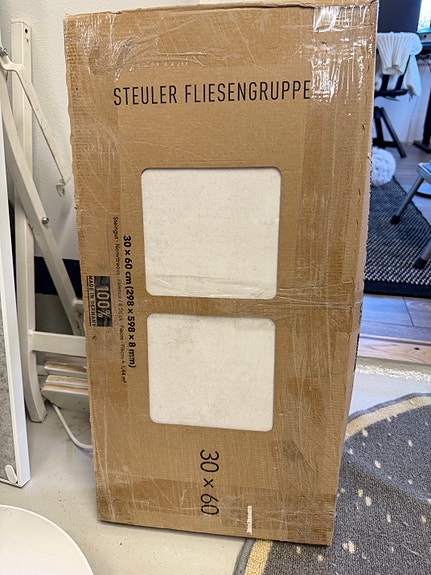 STEULER FLIESENGRUPPE
30 × 60 cm (298 × 598 × 8 mm)
100%
MADE IN GERMANY
30 × 60